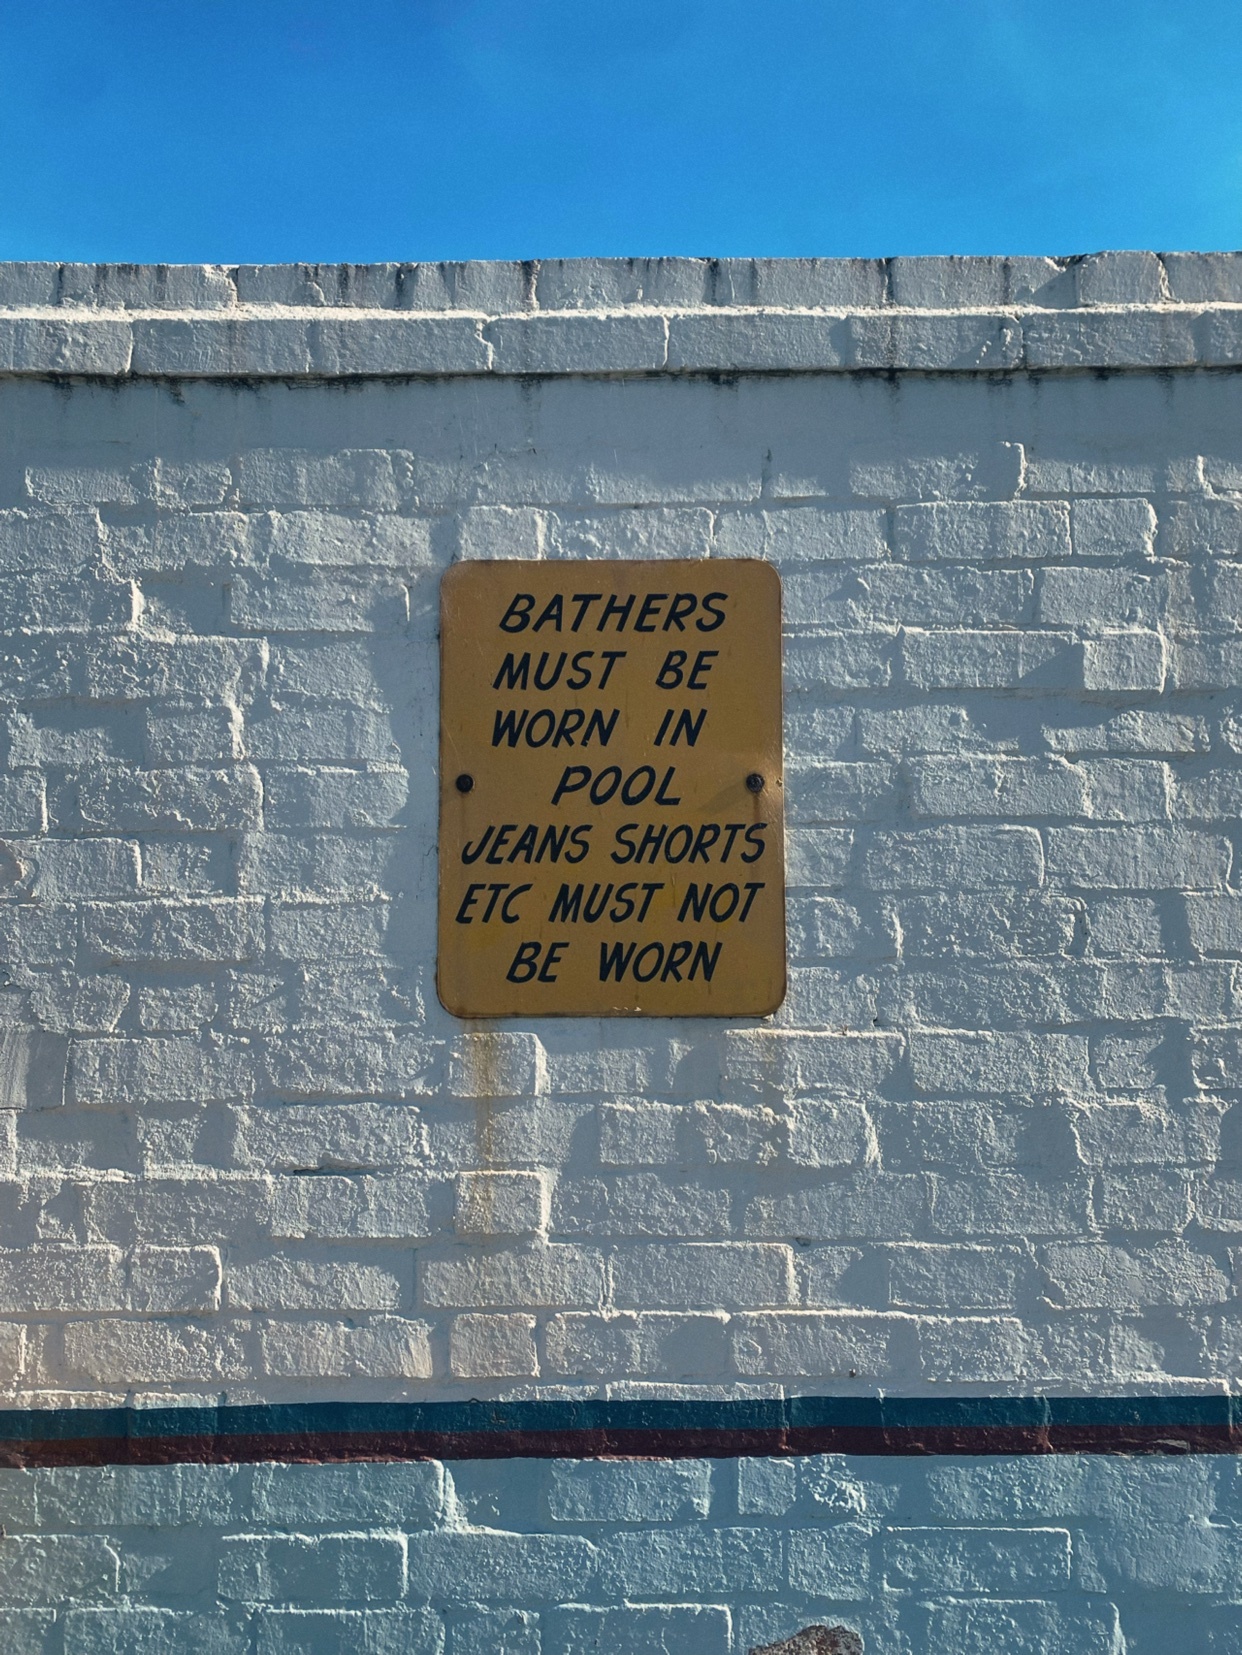 BATHERS
MUST BE
WORN IN
POOL
JEANS SHORTS
ETC MUST NOT
BE WORN